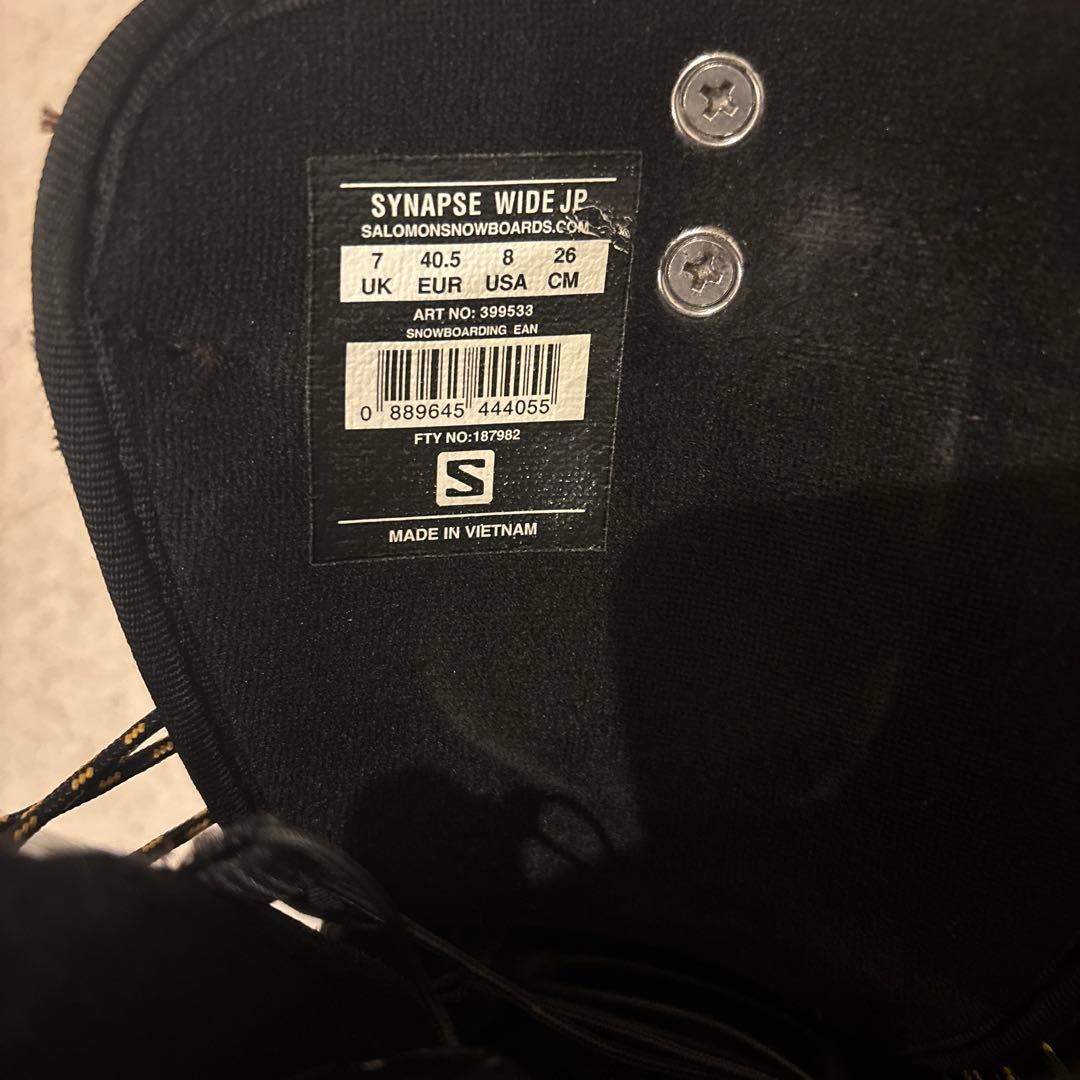 SYNAPSE WIDE JP
SALOMONSNOWBOARDS.COM
7 40.5 8 26
UK EUR USA CM
ART NO: 399533
SNOWBOARDING EAN
0 889645 444055
FTY NO:187982
S
MADE IN VIETNAM